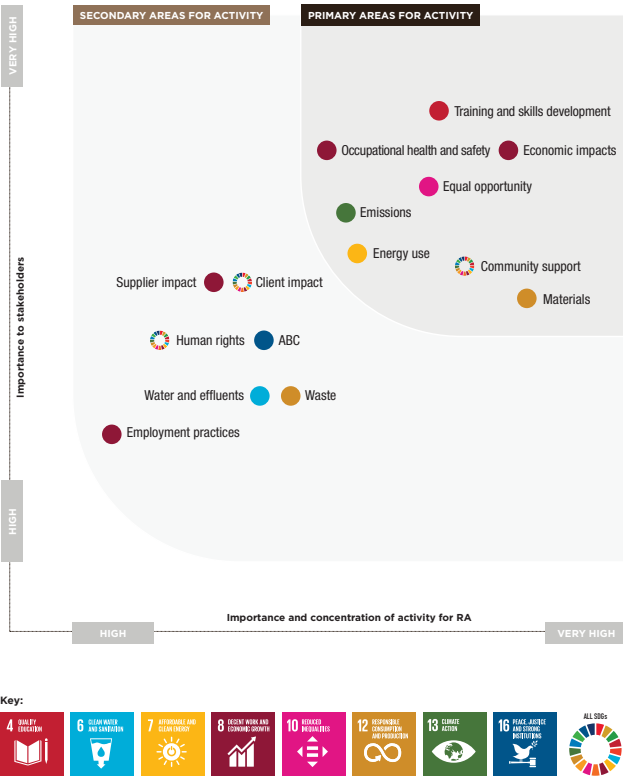 SECONDARY AREAS FOR ACTIVITY
PRIMARY AREAS FOR ACTIVITY
VERY HIGH
Training and skills development
Occupational health and safety
Economic impacts
Equal opportunity
Emissions
Energy use
Community support
Supplier impact
Client impact
Materials
Importance to stakeholders
Human rights
ABC
Water and effluents
Waste
Employment practices
HIGH
Importance and concentration of activity for RA
HIGH
VERY HIGH
Key:
4 QUALITY
EDUCATION
6 CLEAN WATER
AND SANITATION
7 AFFORDABLE AND
CLEAN ENERGY
8 DECENT WORK AND
ECONOMIC GROWTH
10 REDUCED
INEQUALITIES
12 RESPONSIBLE
CONSUMPTION
AND PRODUCTION
13 CLIMATE
ACTION
16 PEACE, JUSTICE
AND STRONG
INSTITUTIONS
ALL SDGs